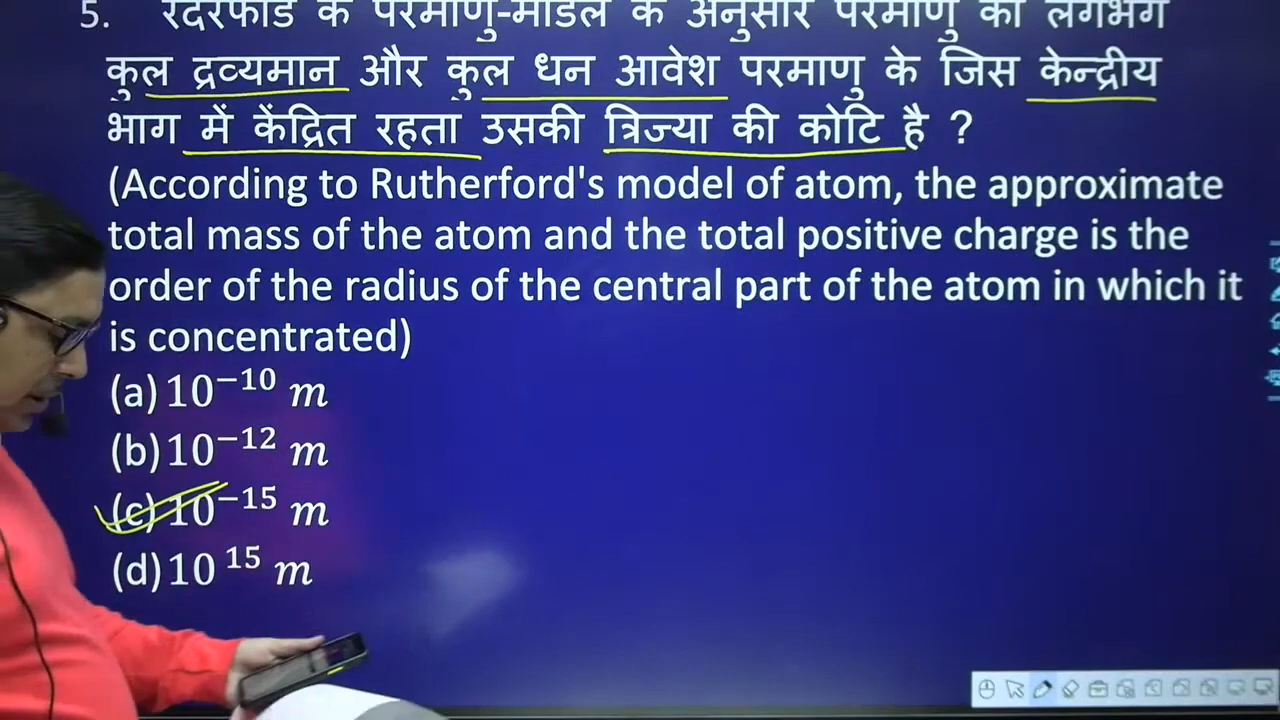 5. रदरफोर्ड के परमाणु-मॉडल के अनुसार परमाणु का लगभग
कुल द्रव्यमान और कुल धन आवेश परमाणु के जिस केन्द्रीय
भाग में केंद्रित रहता उसकी त्रिज्या की कोटि है ?
(According to Rutherford's model of atom, the approximate
total mass of the atom and the total positive charge is the
order of the radius of the central part of the atom in which it
is concentrated)
(a) 10⁻¹⁰ m
(b) 10⁻¹² m
(c) 10⁻¹⁵ m
(d) 10¹⁵ m